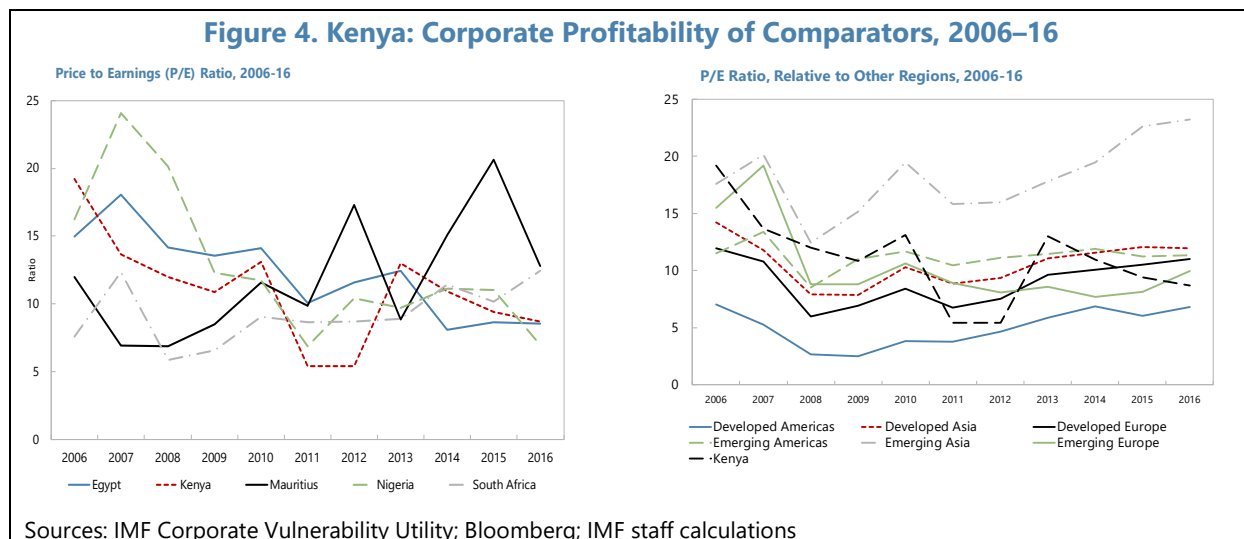 Figure 4. Kenya: Corporate Profitability of Comparators, 2006–16
Price to Earnings (P/E) Ratio, 2006-16
25
20
15
10
5
0
Ratio
2006 2007 2008 2009 2010 2011 2012 2013 2014 2015 2016
Egypt Kenya Mauritius Nigeria South Africa
P/E Ratio, Relative to Other Regions, 2006-16
25
20
15
10
5
0
2006 2007 2008 2009 2010 2011 2012 2013 2014 2015 2016
Developed Americas Developed Asia Developed Europe
Emerging Americas Emerging Asia Emerging Europe
Kenya
Sources: IMF Corporate Vulnerability Utility; Bloomberg; IMF staff calculations